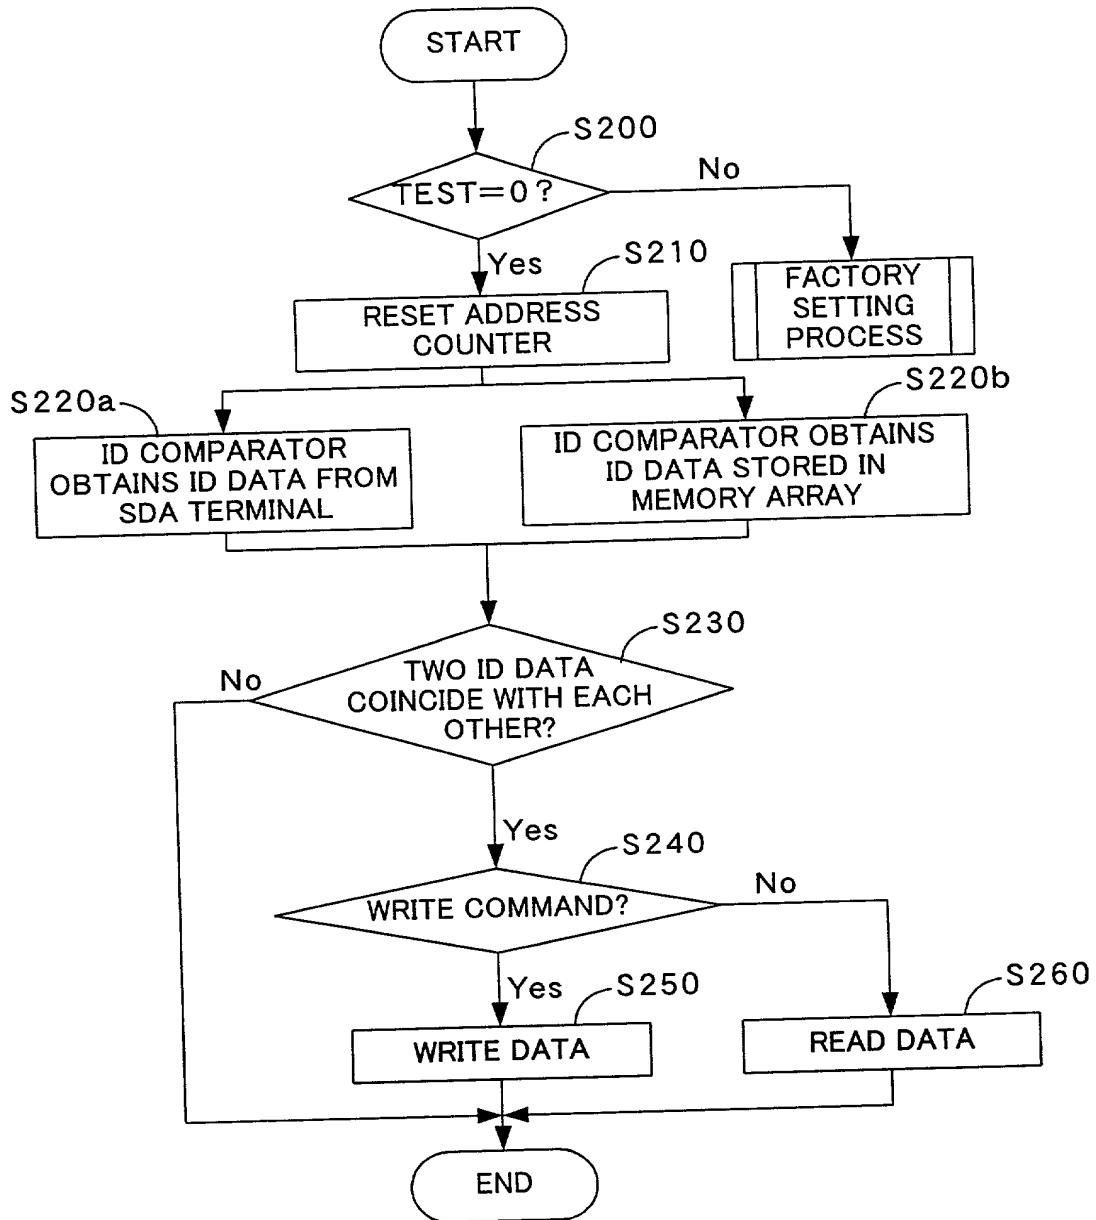 START
S200
TEST=0?
No
Yes
S210
RESET ADDRESS
COUNTER
FACTORY
SETTING
PROCESS
S220a
ID COMPARATOR
OBTAINS ID DATA FROM
SDA TERMINAL
S220b
ID COMPARATOR OBTAINS
ID DATA STORED IN
MEMORY ARRAY
S230
No
TWO ID DATA
COINCIDE WITH EACH
OTHER?
Yes
S240
No
WRITE COMMAND?
Yes
S250
WRITE DATA
S260
READ DATA
END